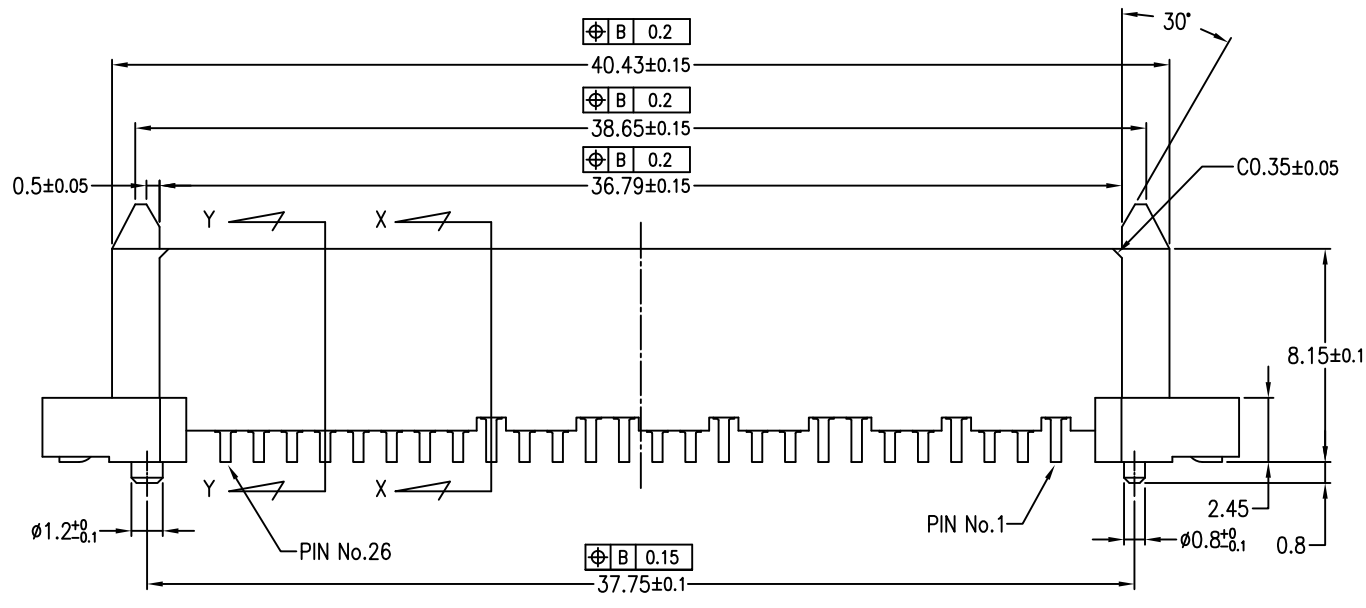 ⌖ B 0.2
30°
40.43±0.15
⌖ B 0.2
38.65±0.15
⌖ B 0.2
0.5±0.05
36.79±0.15
C0.35±0.05
Y
X
8.15±0.1
Y
X
2.45
PIN No.1
ø1.2+0 -0.1
ø0.8+0 -0.1
0.8
PIN No.26
⌖ B 0.15
37.75±0.1